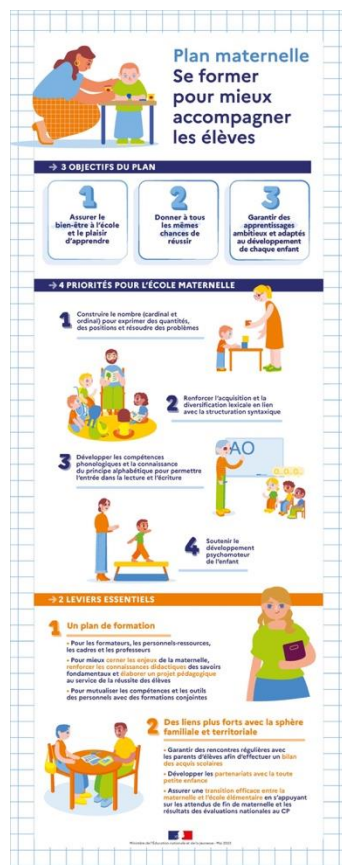 Plan maternelle
Se former
pour mieux
accompagner
les élèves
→ 3 OBJECTIFS DU PLAN
1
Assurer le
bien-être à l'école
et le plaisir
d'apprendre
2
Donner à tous
les mêmes
chances de
réussir
3
Garantir des
apprentissages
ambitieux et adaptés
au développement
de chaque enfant
→ 4 PRIORITÉS POUR L'ÉCOLE MATERNELLE
1
Construire le nombre (cardinal et
ordinal) pour exprimer des quantités,
des positions et résoudre des problèmes
2
Renforcer l'acquisition et la
diversification lexicale en lien
avec la structuration syntaxique
AO
3
Développer les compétences
phonologiques et la connaissance
du principe alphabétique pour permettre
l'entrée dans la lecture et l'écriture
4
Soutenir le
développement
psychomoteur
de l'enfant
→ 2 LEVIERS ESSENTIELS
1
Un plan de formation
• Pour les formateurs, les personnels-ressources,
les cadres et les professeurs
• Pour mieux cerner les enjeux de la maternelle,
renforcer les connaissances didactiques des savoirs
fondamentaux et élaborer un projet pédagogique
au service de la réussite des élèves
• Pour mutualiser les compétences et les outils
des personnels avec des formations conjointes
2
Des liens plus forts avec la sphère
familiale et territoriale
• Garantir des rencontres régulières avec
les parents d'élèves afin d'effectuer un bilan
des acquis scolaires
• Développer les partenariats avec la toute
petite enfance
• Assurer une transition efficace entre la
maternelle et l'école élémentaire en s'appuyant
sur les attendus de fin de maternelle et les
résultats des évaluations nationales au CP
Ministère de l'Éducation nationale et de la Jeunesse - Mai 2023